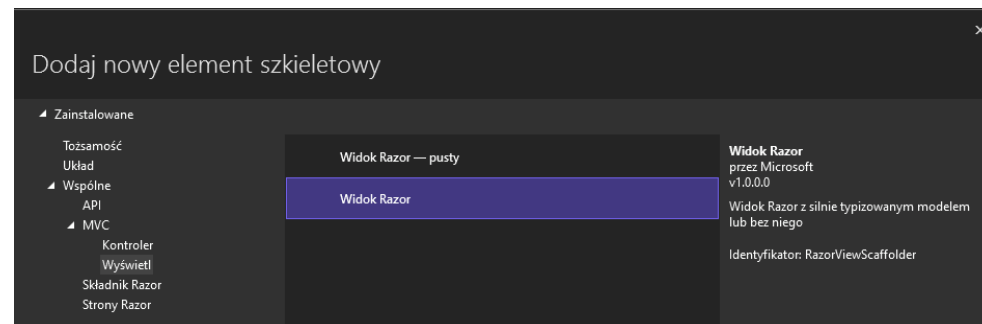 Dodaj nowy element szkieletowy
Zainstalowane
Tożsamość
Układ
Wspólne
API
MVC
Kontroler
Wyświetl
Składnik Razor
Strony Razor
Widok Razor — pusty
Widok Razor
Widok Razor
przez Microsoft
v1.0.0.0
Widok Razor z silnie typizowanym modelem
lub bez niego
Identyfikator: RazorViewScaffolder